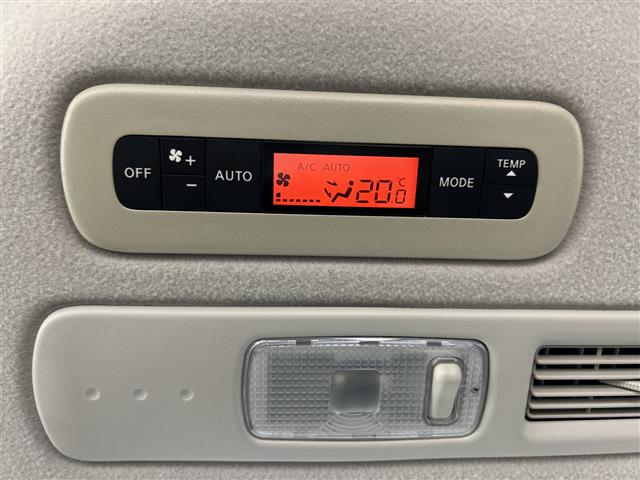 OFF
+
-
AUTO
A/C AUTO
20.0 °C
MODE
TEMP